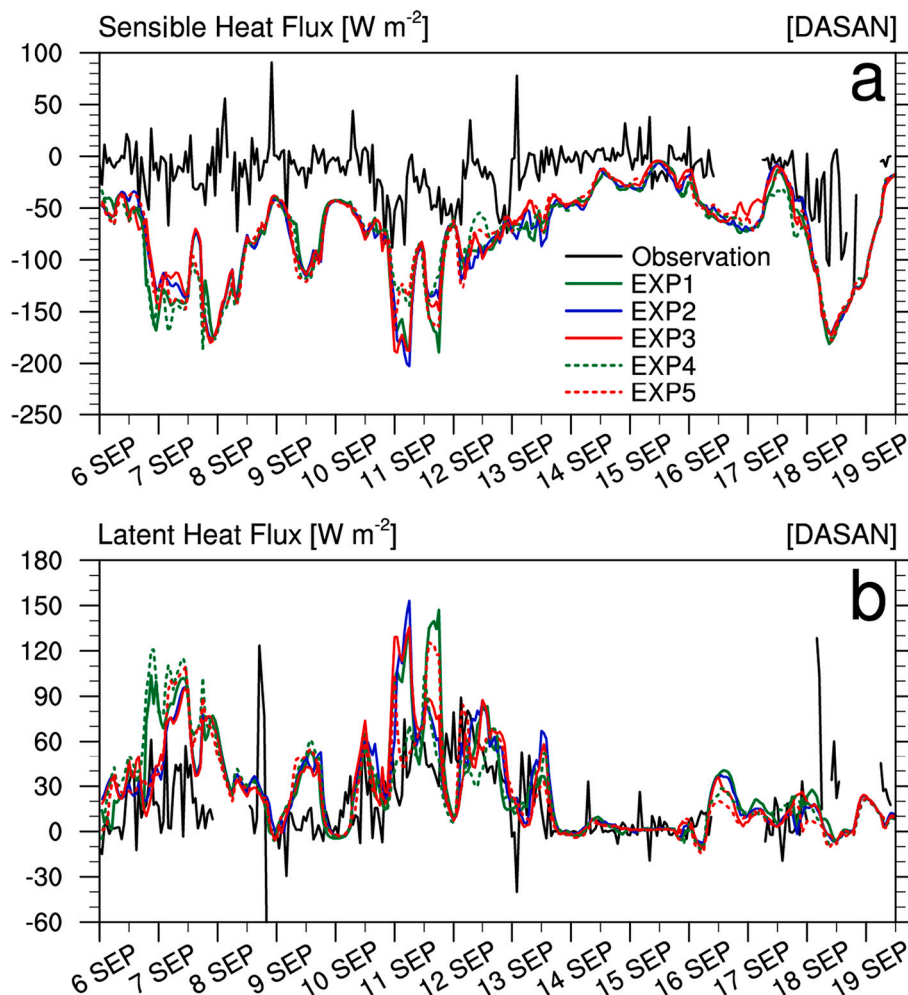 Sensible Heat Flux [W m-2] [DASAN]
a
100
50
0
-50
-100
-150
-200
-250
Observation
EXP1
EXP2
EXP3
EXP4
EXP5
6 SEP 7 SEP 8 SEP 9 SEP 10 SEP 11 SEP 12 SEP 13 SEP 14 SEP 15 SEP 16 SEP 17 SEP 18 SEP 19 SEP
Latent Heat Flux [W m-2] [DASAN]
b
180
150
120
90
60
30
0
-30
-60
6 SEP 7 SEP 8 SEP 9 SEP 10 SEP 11 SEP 12 SEP 13 SEP 14 SEP 15 SEP 16 SEP 17 SEP 18 SEP 19 SEP